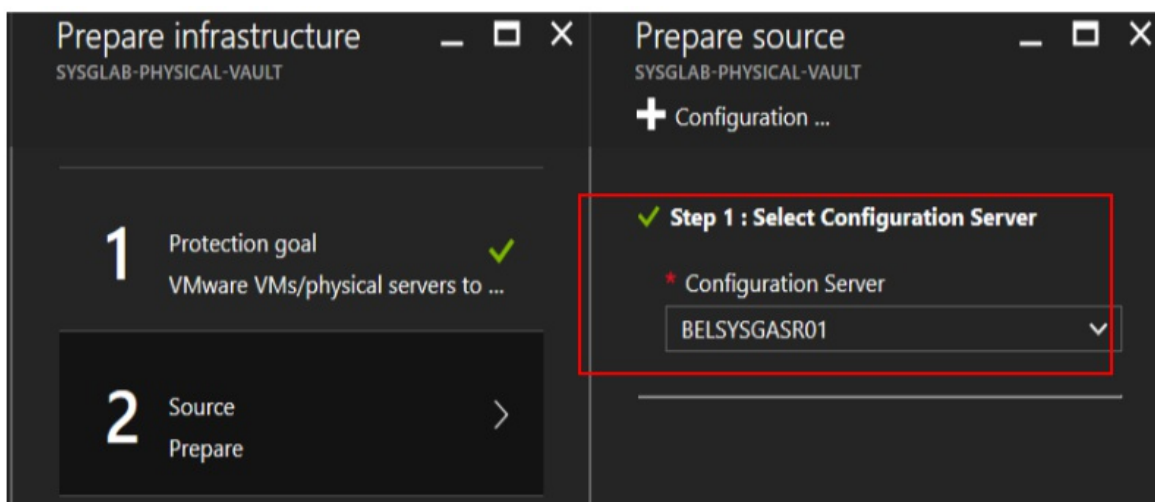 Prepare infrastructure
SYSGLAB-PHYSICAL-VAULT
1
Protection goal
VMware VMs/physical servers to ...
2
Source
Prepare
Prepare source
SYSGLAB-PHYSICAL-VAULT
Configuration ...
Step 1 : Select Configuration Server
* Configuration Server
BELSYSGASR01